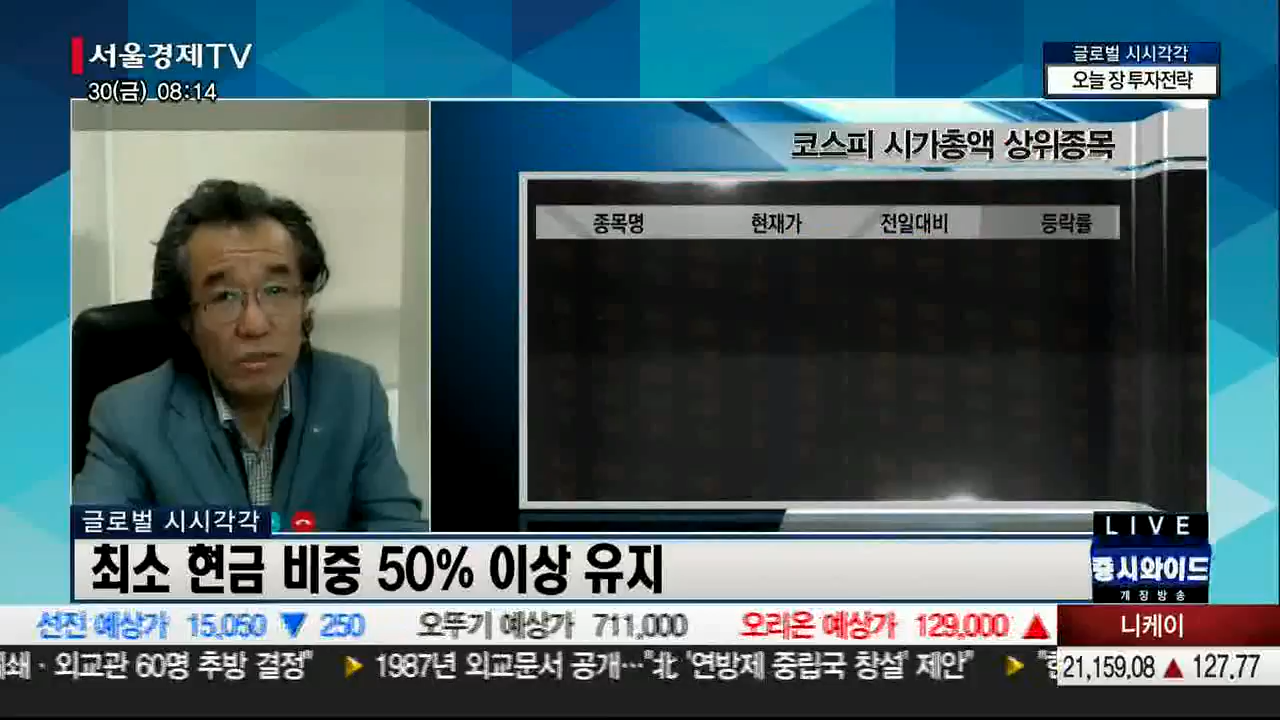 서울경제TV
30(금) 08:14
글로벌 시시각각
오늘 장 투자전략
코스피 시가총액 상위종목
종목명 현재가 전일대비 등락률
글로벌 시시각각
최소 현금 비중 50% 이상 유지
LIVE
증시와이드
개장방송
선진 예상가 15,050 ▼ 250 오뚜기 예상가 711,000 오리온 예상가 129,000 ▲
니케이
외교관 60명 추방 결정" ▶ 1987년 외교문서 공개…"北 '연방제 중립국 창설' 제안" ▶
21,159.08 ▲ 127.77